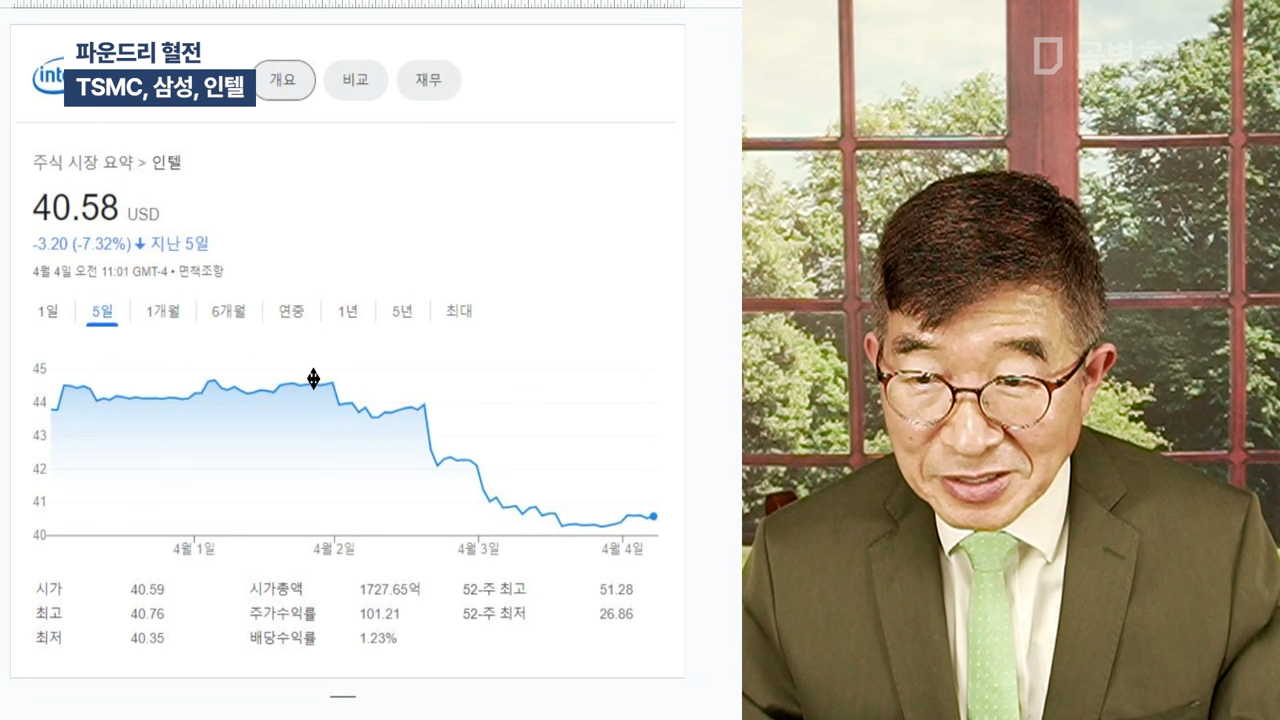 파운드리 혈전
TSMC, 삼성, 인텔
개요
비교
재무
주식 시장 요약 > 인텔
40.58 USD
-3.20 (-7.32%) ↓ 지난 5일
4월 4일 오전 11:01 GMT-4 • 면책조항
1일 5일 1개월 6개월 연중 1년 5년 최대
45
44
43
42
41
40
4월 1일 4월 2일 4월 3일 4월 4일
시가 40.59 시가총액 1727.65억 52-주 최고 51.28
최고 40.76 주가수익률 101.21 52-주 최저 26.86
최저 40.35 배당수익률 1.23%